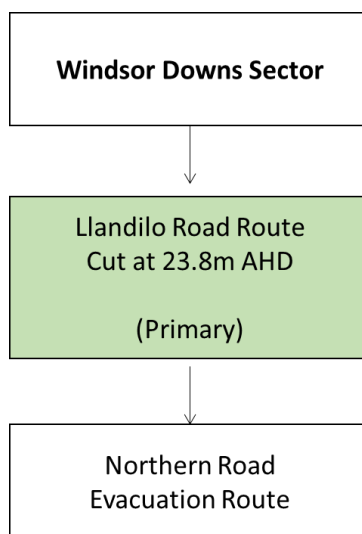 Windsor Downs Sector
Llandilo Road Route
Cut at 23.8m AHD
(Primary)
Northern Road
Evacuation Route